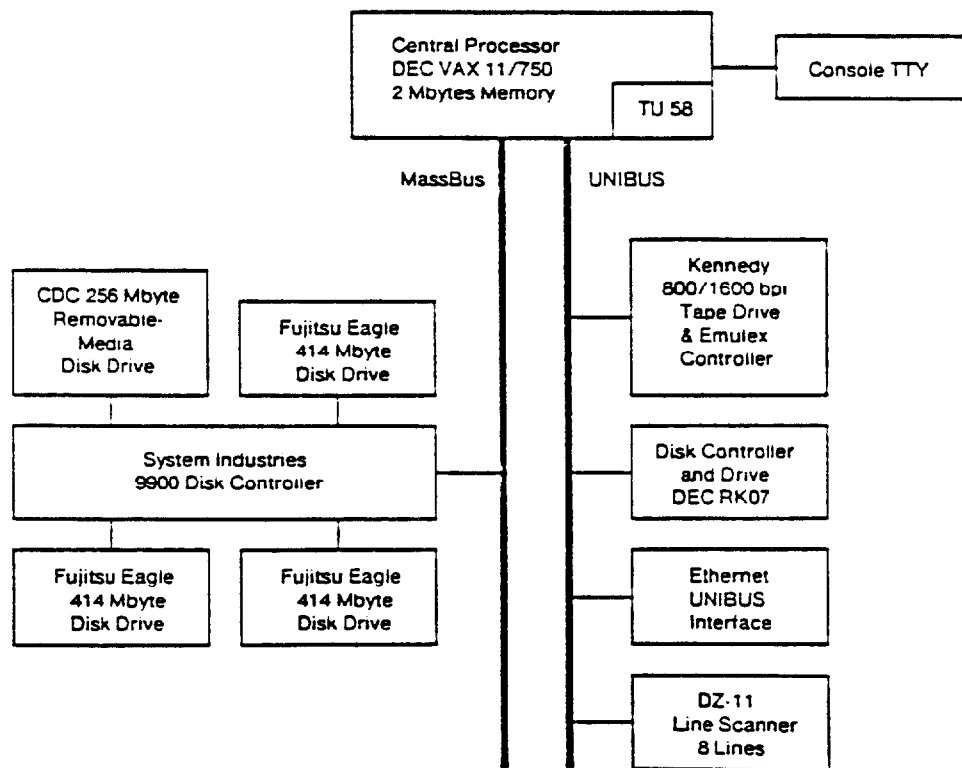 Central Processor
DEC VAX 11/750
2 Mbytes Memory
TU 58
Console TTY
MassBus
UNIBUS
CDC 256 Mbyte
Removable-
Media
Disk Drive
Fujitsu Eagle
414 Mbyte
Disk Drive
Kennedy
800/1600 bpi
Tape Drive
& Emulex
Controller
System Industries
9900 Disk Controller
Disk Controller
and Drive
DEC RK07
Fujitsu Eagle
414 Mbyte
Disk Drive
Fujitsu Eagle
414 Mbyte
Disk Drive
Ethernet
UNIBUS
Interface
DZ-11
Line Scanner
8 Lines